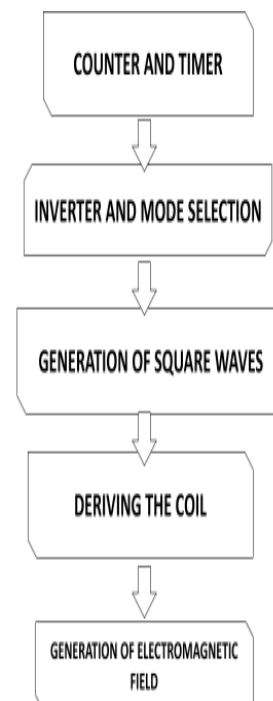 COUNTER AND TIMER
INVERTER AND MODE SELECTION
GENERATION OF SQUARE WAVES
DERIVING THE COIL
GENERATION OF ELECTROMAGNETIC
FIELD